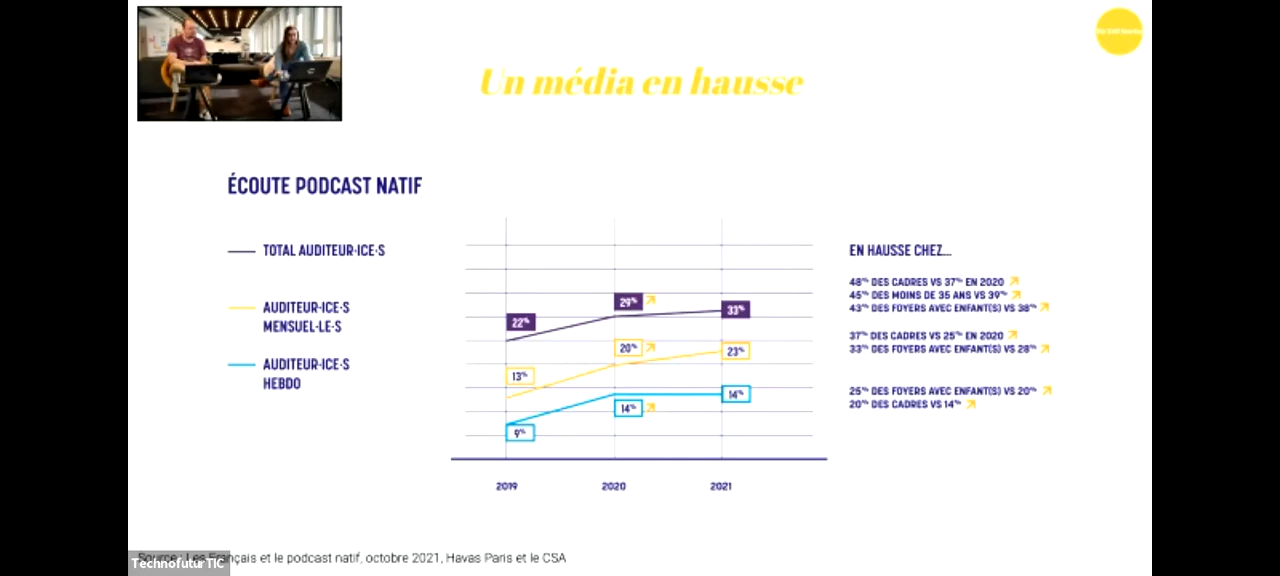 Un média en hausse
ÉCOUTE PODCAST NATIF
TOTAL AUDITEUR·ICE·S
AUDITEUR·ICE·S
MENSUEL·LE·S
AUDITEUR·ICE·S
HEBDO
22%
29%
33%
13%
20%
23%
9%
14%
14%
2019
2020
2021
EN HAUSSE CHEZ...
48% DES CADRES VS 37% EN 2020
45% DES MOINS DE 35 ANS VS 39%
43% DES FOYERS AVEC ENFANT(S) VS 38%
37% DES CADRES VS 25% EN 2020
33% DES FOYERS AVEC ENFANT(S) VS 28%
25% DES FOYERS AVEC ENFANT(S) VS 20%
20% DES CADRES VS 14%
Source : Les Français et le podcast natif, octobre 2021, Havas Paris et le CSA
Technofutur TIC